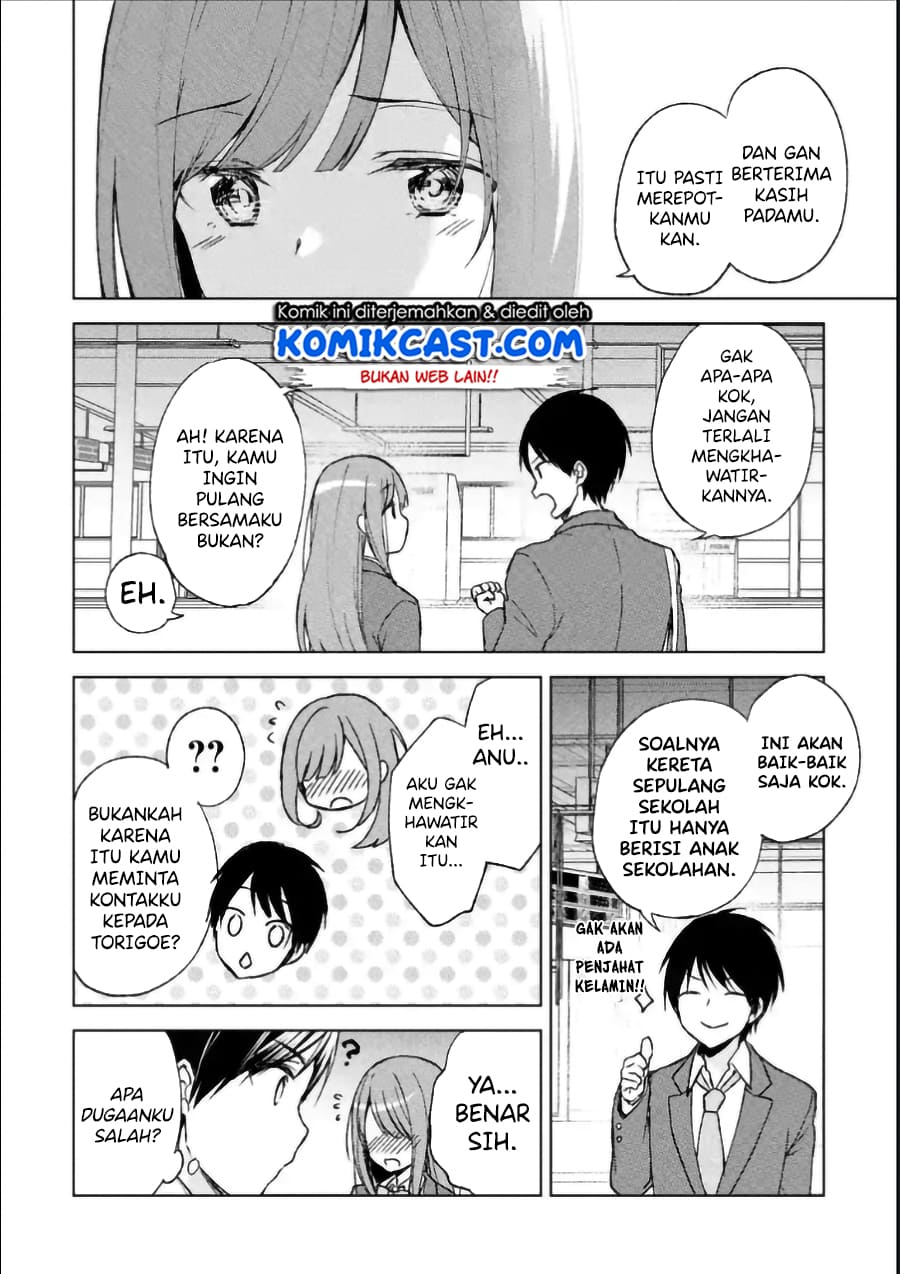 DAN GAN
BERTERIMA
KASIH
PADAMU.
ITU PASTI
MEREPOT-
KANMU
KAN.
Komik ini diterjemahkan & diedit oleh
KOMIKCAST.COM
BUKAN WEB LAIN!!
GAK
APA-APA
KOK,
JANGAN
TERLALI
MENGKHA-
WATIR-
KANNYA.
AH! KARENA
ITU, KAMU
INGIN
PULANG
BERSAMAKU
BUKAN?
EH.
INI AKAN
BAIK-BAIK
SAJA KOK.
SOALNYA
KERETA
SEPULANG
SEKOLAH
ITU HANYA
BERISI ANAK
SEKOLAHAN.
GAK-AKAN
ADA
PENJAHAT
KELAMIN!!
EH...
ANU..
AKU GAK
MENGK-
HAWATIR
KAN
ITU...
??
BUKANKAH
KARENA
ITU KAMU
MEMINTA
KONTAKKU
KEPADA
TORIGOE?
YA...
BENAR
SIH.
?
APA
DUGAANKU
SALAH?